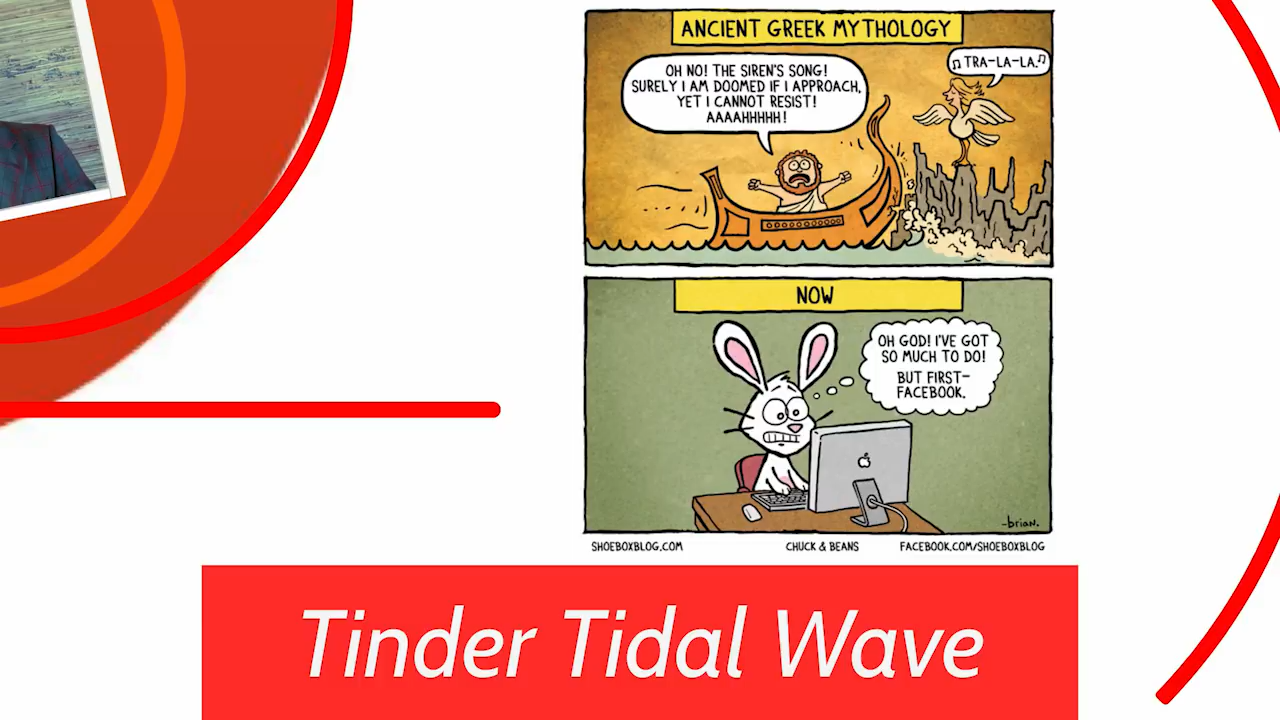 ANCIENT GREEK MYTHOLOGY
OH NO! THE SIREN'S SONG!
SURELY I AM DOOMED IF I APPROACH,
YET I CANNOT RESIST!
AAAAHHHHH!
♫ TRA-LA-LA.♫
NOW
OH GOD! I'VE GOT
SO MUCH TO DO!
BUT FIRST-
FACEBOOK.
-brian.
SHOEBOXBLOG.COM
CHUCK & BEANS
FACEBOOK.COM/SHOEBOXBLOG
Tinder Tidal Wave